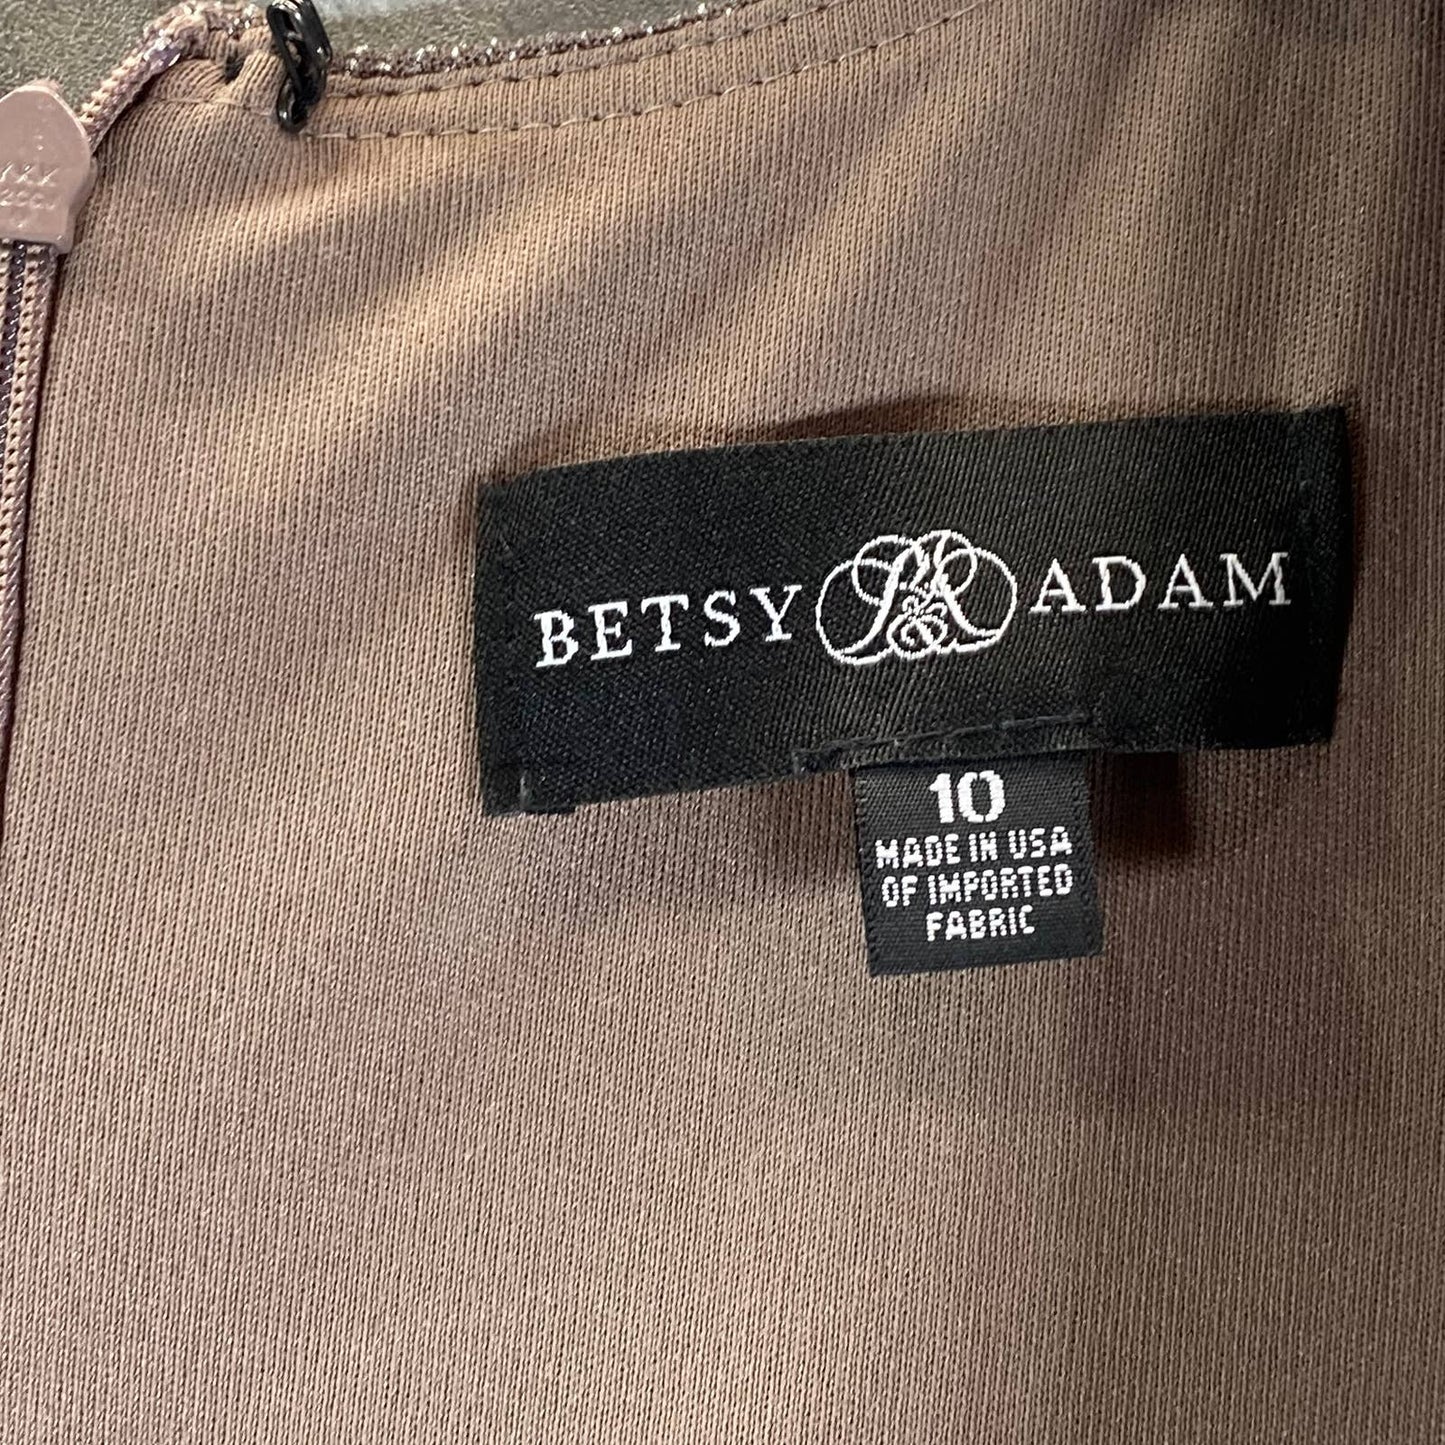 BETSY ADAM
10
MADE IN USA
OF IMPORTED
FABRIC